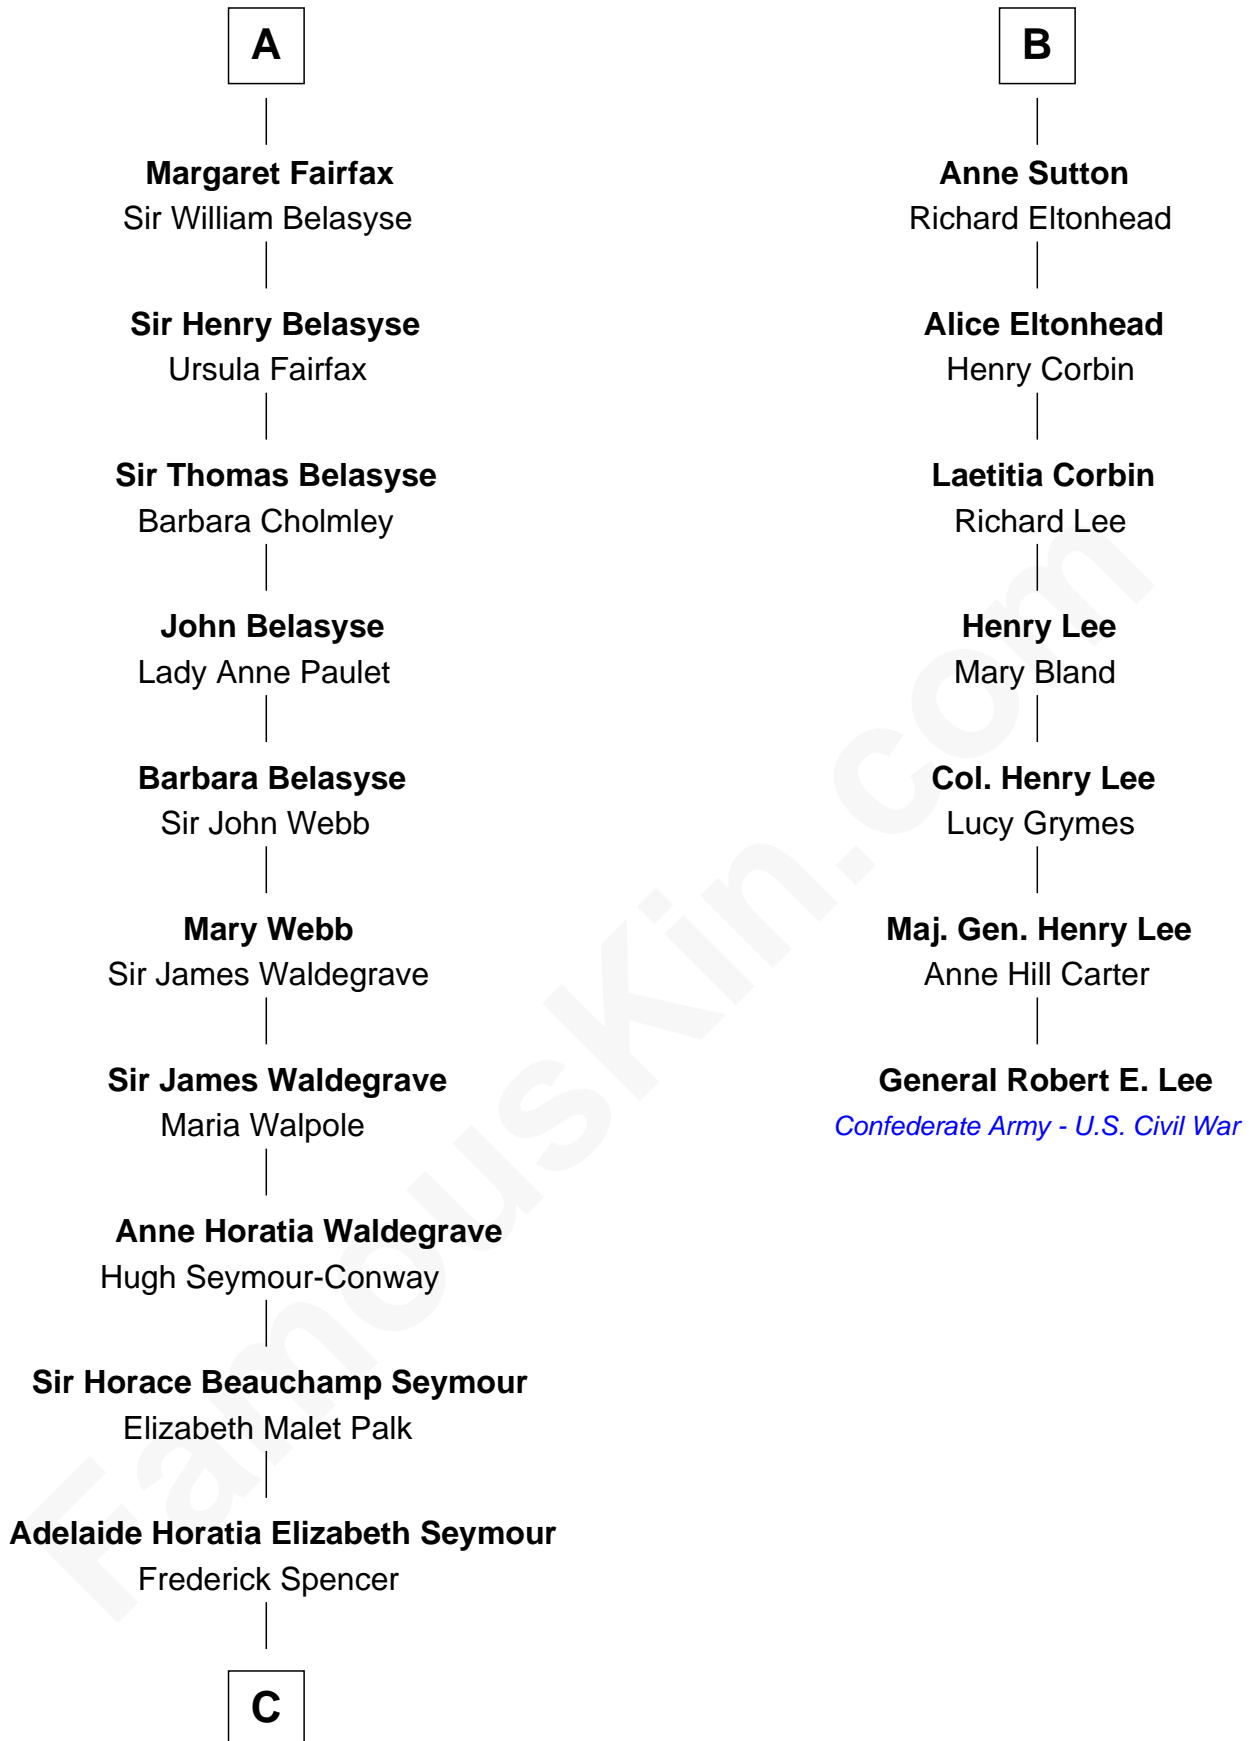 A
Margaret Fairfax
Sir William Belasyse
Sir Henry Belasyse
Ursula Fairfax
Sir Thomas Belasyse
Barbara Cholmley
John Belasyse
Lady Anne Paulet
Barbara Belasyse
Sir John Webb
Mary Webb
Sir James Waldegrave
Sir James Waldegrave
Maria Walpole
Anne Horatia Waldegrave
Hugh Seymour-Conway
Sir Horace Beauchamp Seymour
Elizabeth Malet Palk
Adelaide Horatia Elizabeth Seymour
Frederick Spencer
C
B
Anne Sutton
Richard Eltonhead
Alice Eltonhead
Henry Corbin
Laetitia Corbin
Richard Lee
Henry Lee
Mary Bland
Col. Henry Lee
Lucy Grymes
Maj. Gen. Henry Lee
Anne Hill Carter
General Robert E. Lee
Confederate Army - U.S. Civil War
FamousKin.com